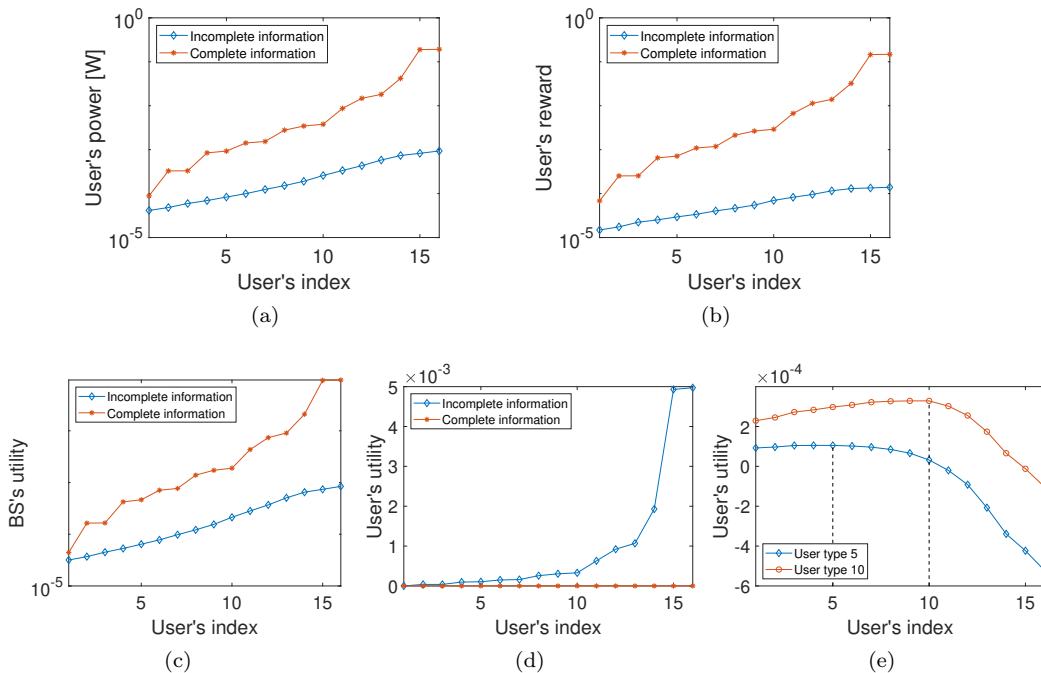 10^0
Incomplete information
Complete information
User's power [W]
10^-5
5
10
15
User's index
(a)
10^0
Incomplete information
Complete information
User's reward
10^-5
5
10
15
User's index
(b)
Incomplete information
Complete information
BS's utility
10^-5
5
10
15
User's index
(c)
×10^-3
5
Incomplete information
Complete information
4
3
User's utility
2
1
0
5
10
15
User's index
(d)
×10^-4
2
0
User's utility
-2
-4
User type 5
User type 10
-6
5
10
15
User's index
(e)